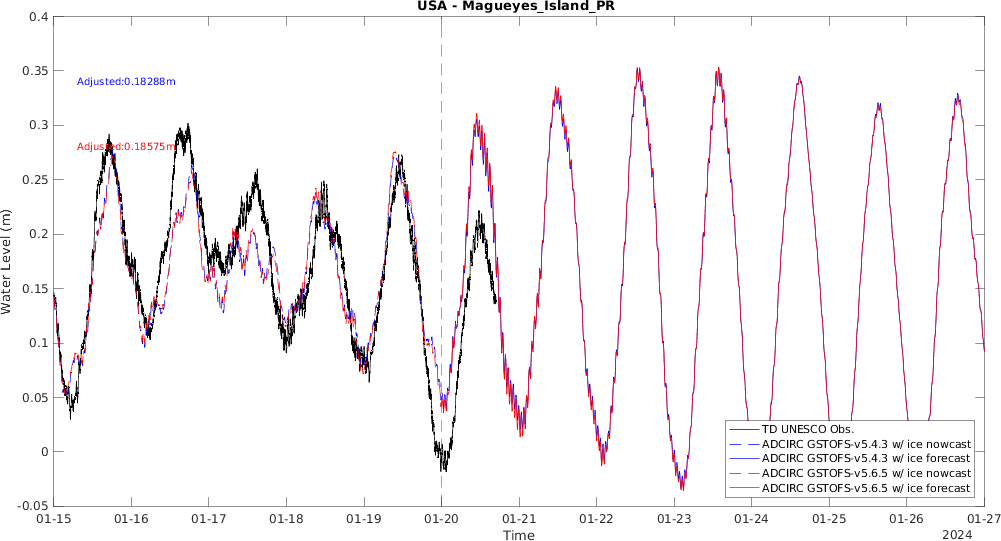 USA - Magueyes_Island_PR
0.4
0.35
0.3
0.25
0.2
0.15
0.1
0.05
0
-0.05
Water Level (m)
Adjusted:0.18288m
Adjusted:0.18575m
TD UNESCO Obs.
ADCIRC GSTOFS-v5.4.3 w/ ice nowcast
ADCIRC GSTOFS-v5.4.3 w/ ice forecast
ADCIRC GSTOFS-v5.6.5 w/ ice nowcast
ADCIRC GSTOFS-v5.6.5 w/ ice forecast
01-15 01-16 01-17 01-18 01-19 01-20 01-21 01-22 01-23 01-24 01-25 01-26 01-27
Time
2024